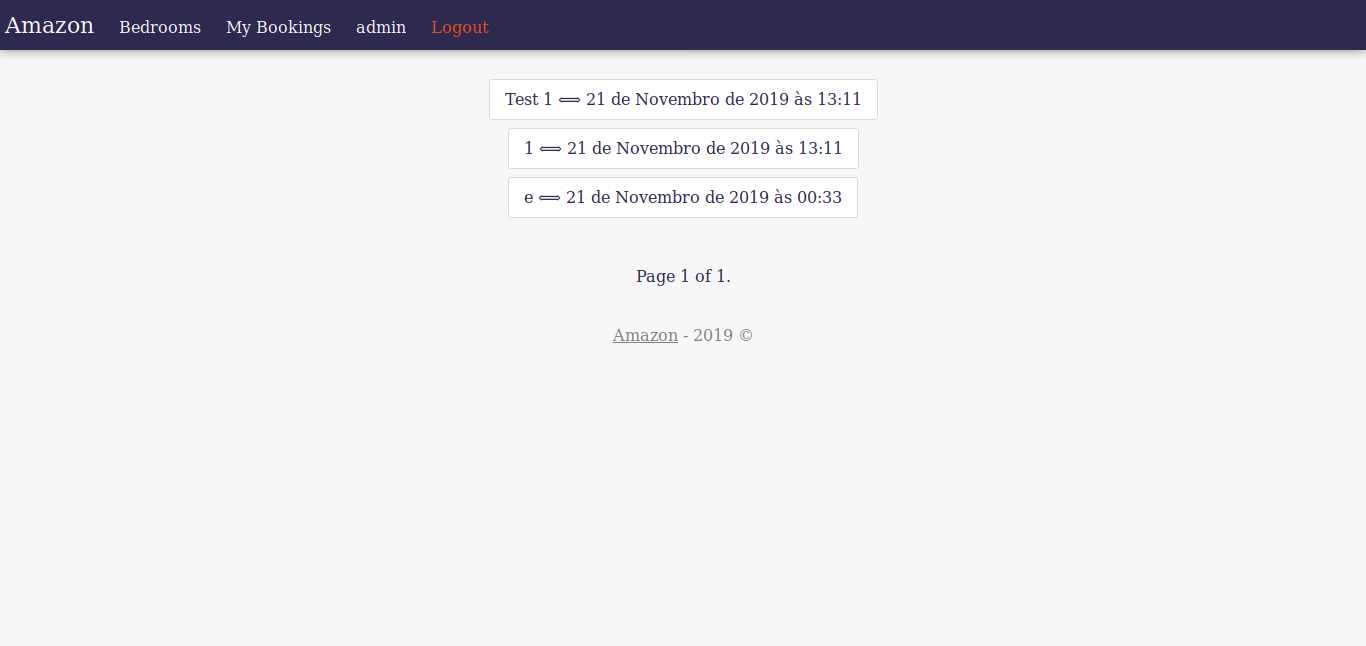 Amazon Bedrooms My Bookings admin Logout
Test 1 ⟺ 21 de Novembro de 2019 às 13:11
1 ⟺ 21 de Novembro de 2019 às 13:11
e ⟺ 21 de Novembro de 2019 às 00:33
Page 1 of 1.
Amazon - 2019 ©